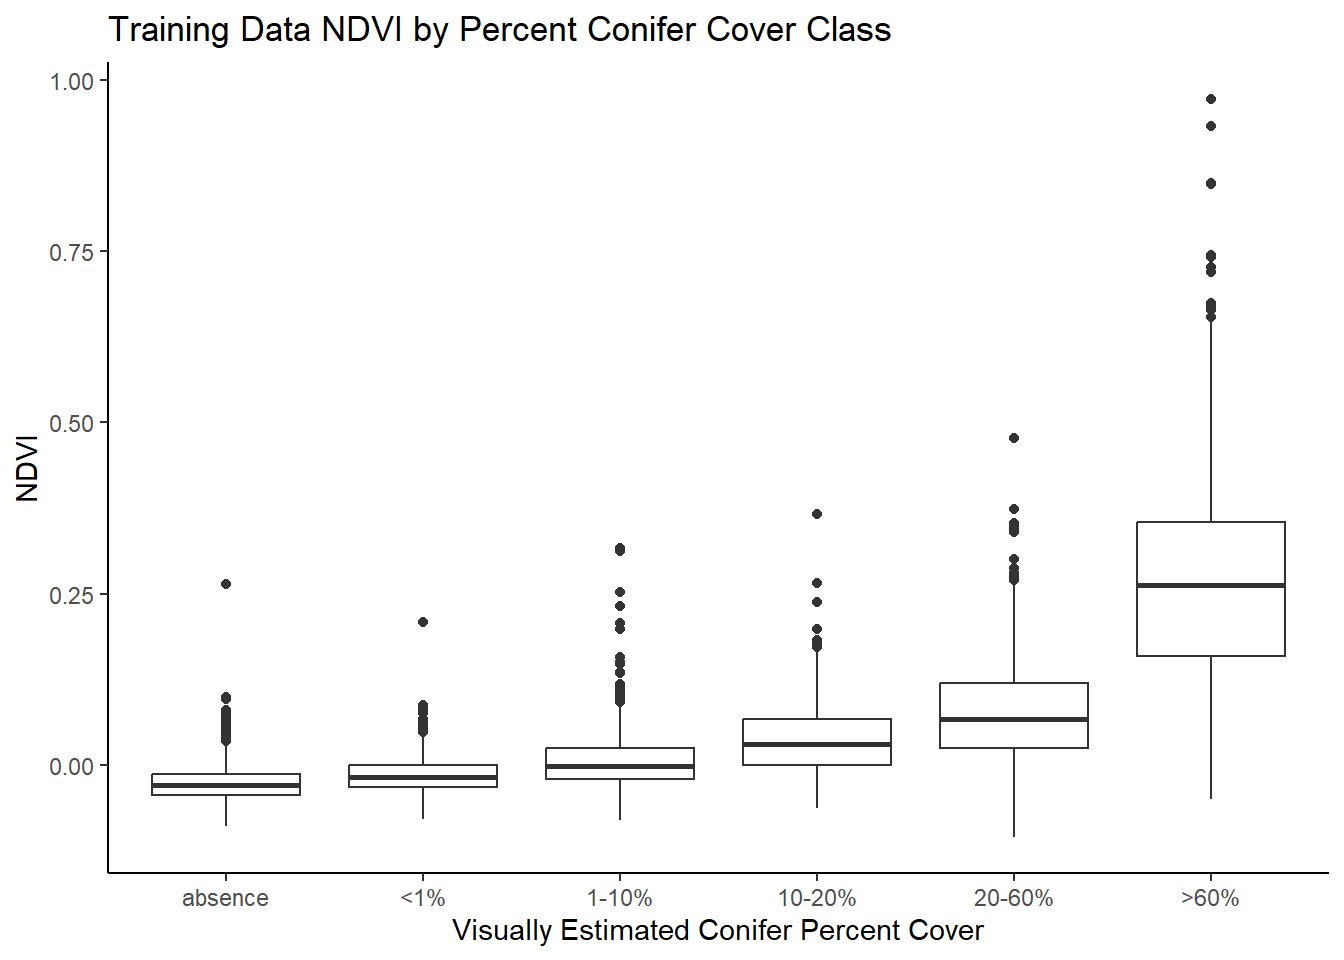 Training Data NDVI by Percent Conifer Cover Class
1.00
0.75
0.50
0.25
0.00
NDVI
absence
<1%
1-10%
10-20%
20-60%
>60%
Visually Estimated Conifer Percent Cover